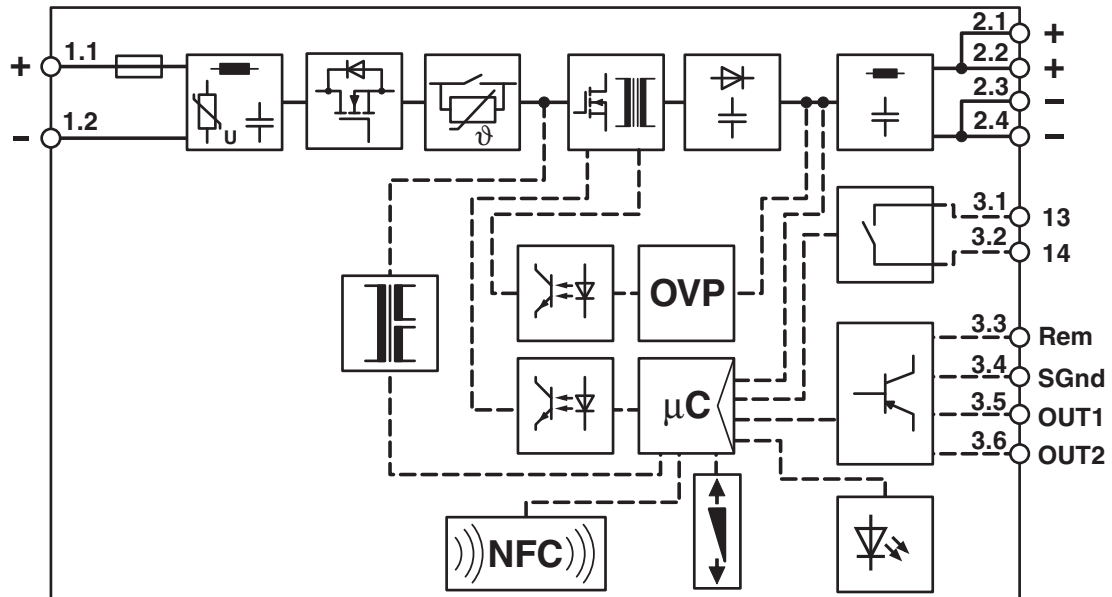 + 1.1
- 1.2
U
ϑ
2.1 +
2.2 +
2.3 −
2.4 −
3.1 13
3.2 14
OVP
3.3 Rem
3.4 SGnd
μC
3.5 OUT1
3.6 OUT2
NFC